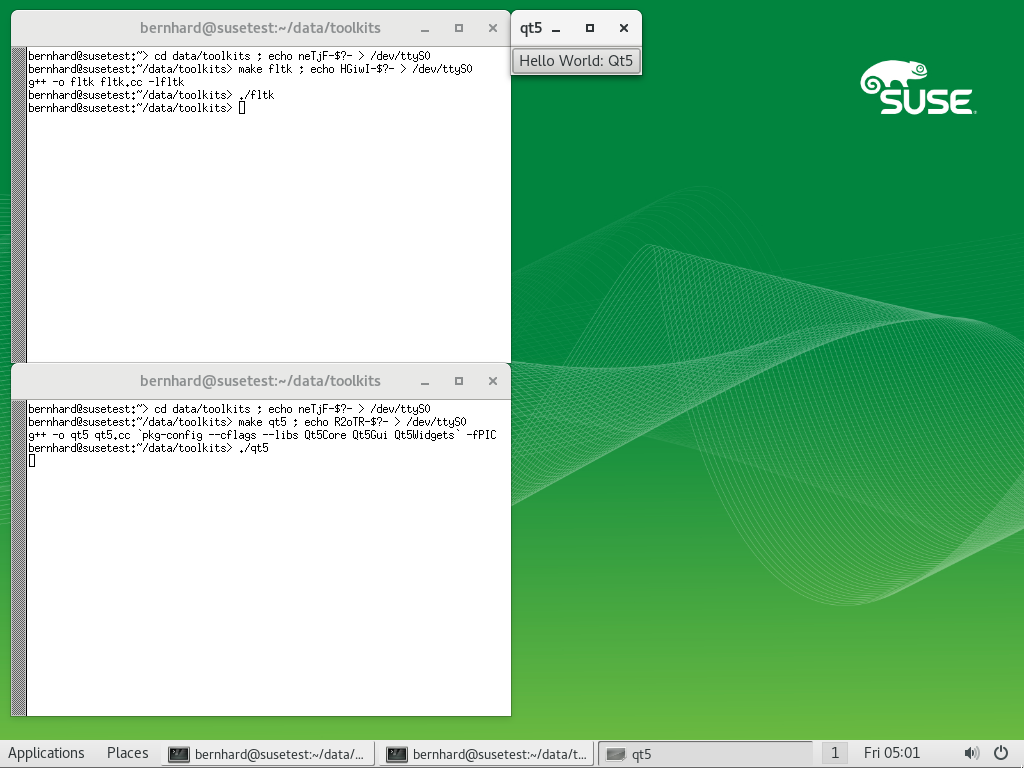 bernhard@susetest:~/data/toolkits
bernhard@susetest:~> cd data/toolkits ; echo neTjF-$?- > /dev/ttyS0
bernhard@susetest:~/data/toolkits> make fltk ; echo HGiwI-$?- > /dev/ttyS0
g++ -o fltk fltk.cc -lfltk
bernhard@susetest:~/data/toolkits> ./fltk
bernhard@susetest:~/data/toolkits>
qt5
Hello World: Qt5
SUSE
bernhard@susetest:~/data/toolkits
bernhard@susetest:~> cd data/toolkits ; echo neTjF-$?- > /dev/ttyS0
bernhard@susetest:~/data/toolkits> make qt5 ; echo R2oTR-$?- > /dev/ttyS0
g++ -o qt5 qt5.cc `pkg-config --cflags --libs Qt5Core Qt5Gui Qt5Widgets` -fPIC
bernhard@susetest:~/data/toolkits> ./qt5
Applications Places bernhard@susetest:~/data/... bernhard@susetest:~/data/t... qt5 1 Fri 05:01